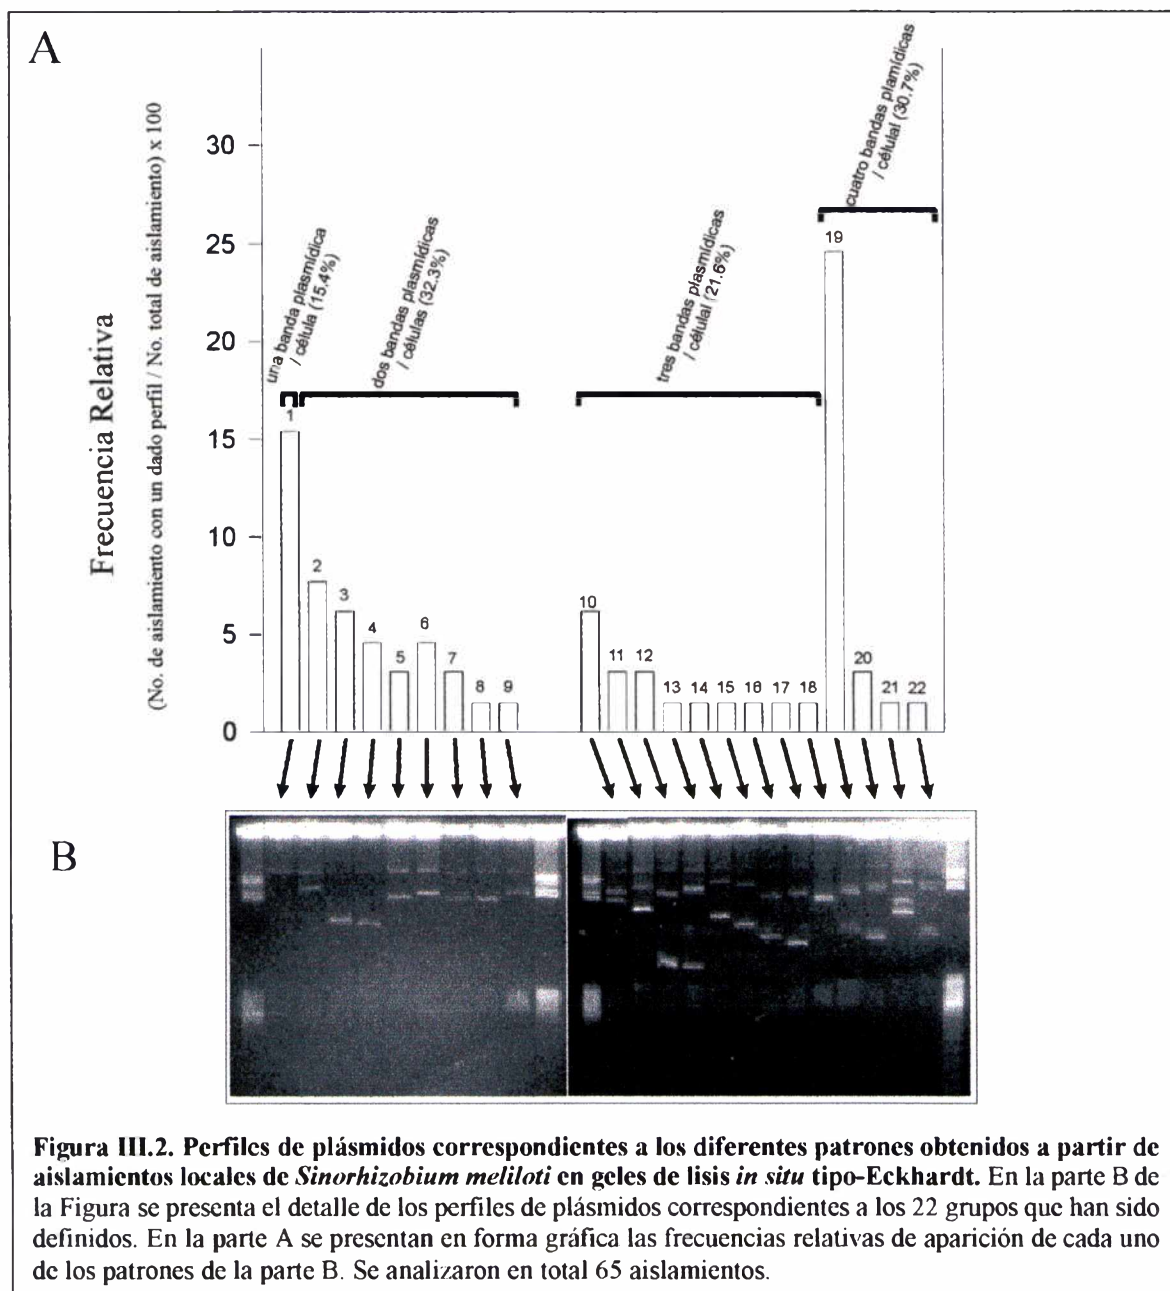 A
Frecuencia Relativa
(No. de aislamiento con un dado perfil / No. total de aislamiento) x 100
30
25
20
15
10
5
0
una banda plasmídica
/ célula (15.4%)
dos bandas plasmídicas
/ células (32.3%)
tres bandas plasmídicas
/ célulal (21.6%)
cuatro bandas plamídicas
/ célulal (30.7%)
1
2
3
4
5
6
7
8
9
10
11
12
13
14
15
16
17
18
19
20
21
22
B
Figura III.2. Perfiles de plásmidos correspondientes a los diferentes patrones obtenidos a partir de
aislamientos locales de Sinorhizobium meliloti en geles de lisis in situ tipo-Eckhardt. En la parte B de
la Figura se presenta el detalle de los perfiles de plásmidos correspondientes a los 22 grupos que han sido
definidos. En la parte A se presentan en forma gráfica las frecuencias relativas de aparición de cada uno
de los patrones de la parte B. Se analizaron en total 65 aislamientos.